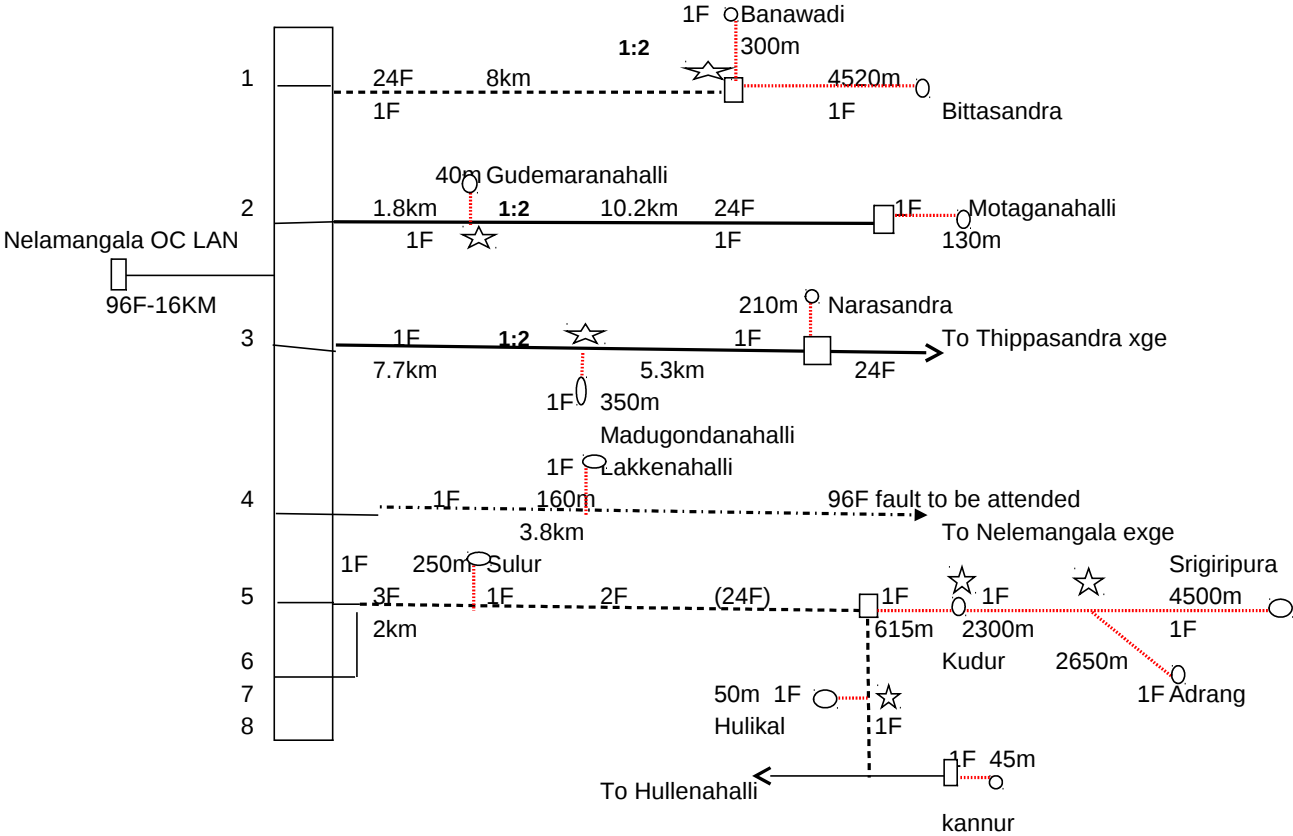 1F Banawadi
1:2 300m
1 24F 8km 4520m
1F 1F Bittasandra
40m Gudemaranahalli
2 1.8km 1:2 10.2km 24F 1F Motaganahalli
Nelamangala OC LAN 1F 1F 130m
96F-16KM 210m Narasandra
3 1F 1:2 1F To Thippasandra xge
7.7km 5.3km 24F
1F 350m
Madugondanahalli
1F Lakkenahalli
4 1F 160m 96F fault to be attended
3.8km To Nelemangala exge
1F 250m Sulur Srigiripura
5 3F 1F 2F (24F) 1F 1F 4500m
2km 615m 2300m 1F
6 Kudur 2650m
7 50m 1F 1F Adrang
8 Hulikal 1F
1F 45m
To Hullenahalli
kannur